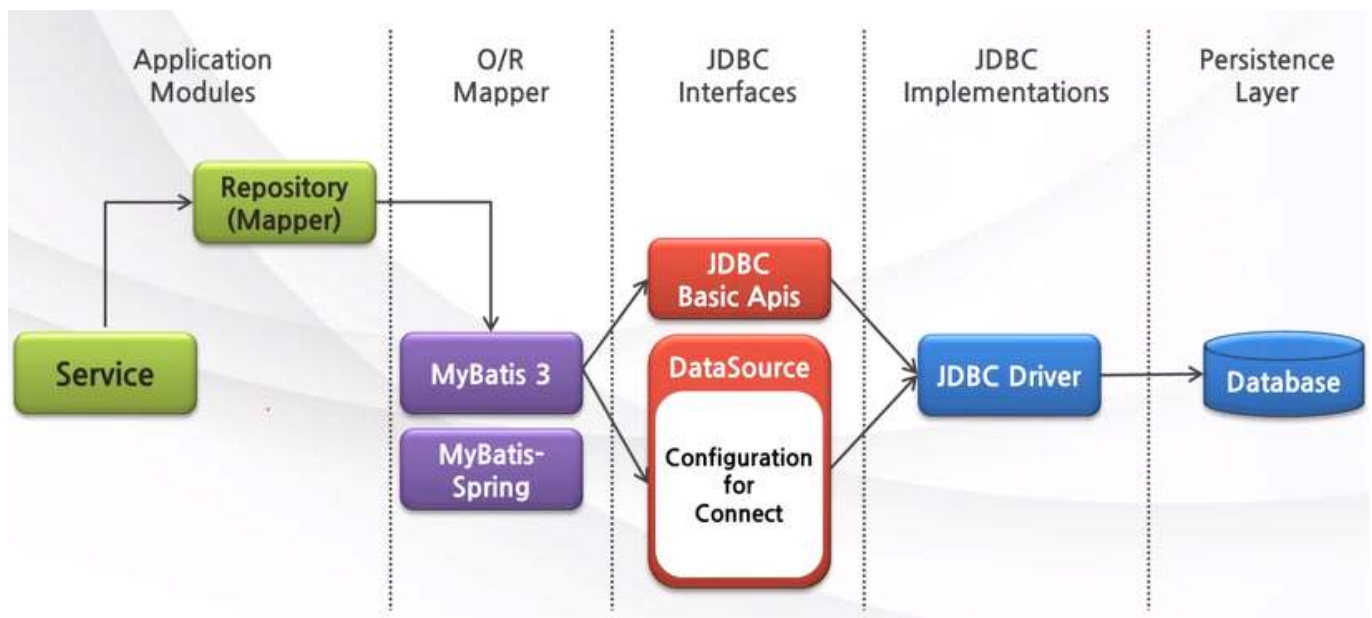 Application
Modules
O/R
Mapper
JDBC
Interfaces
JDBC
Implementations
Persistence
Layer
Repository
(Mapper)
Service
MyBatis 3
MyBatis-
Spring
JDBC
Basic Apis
DataSource
Configuration
for
Connect
JDBC Driver
Database